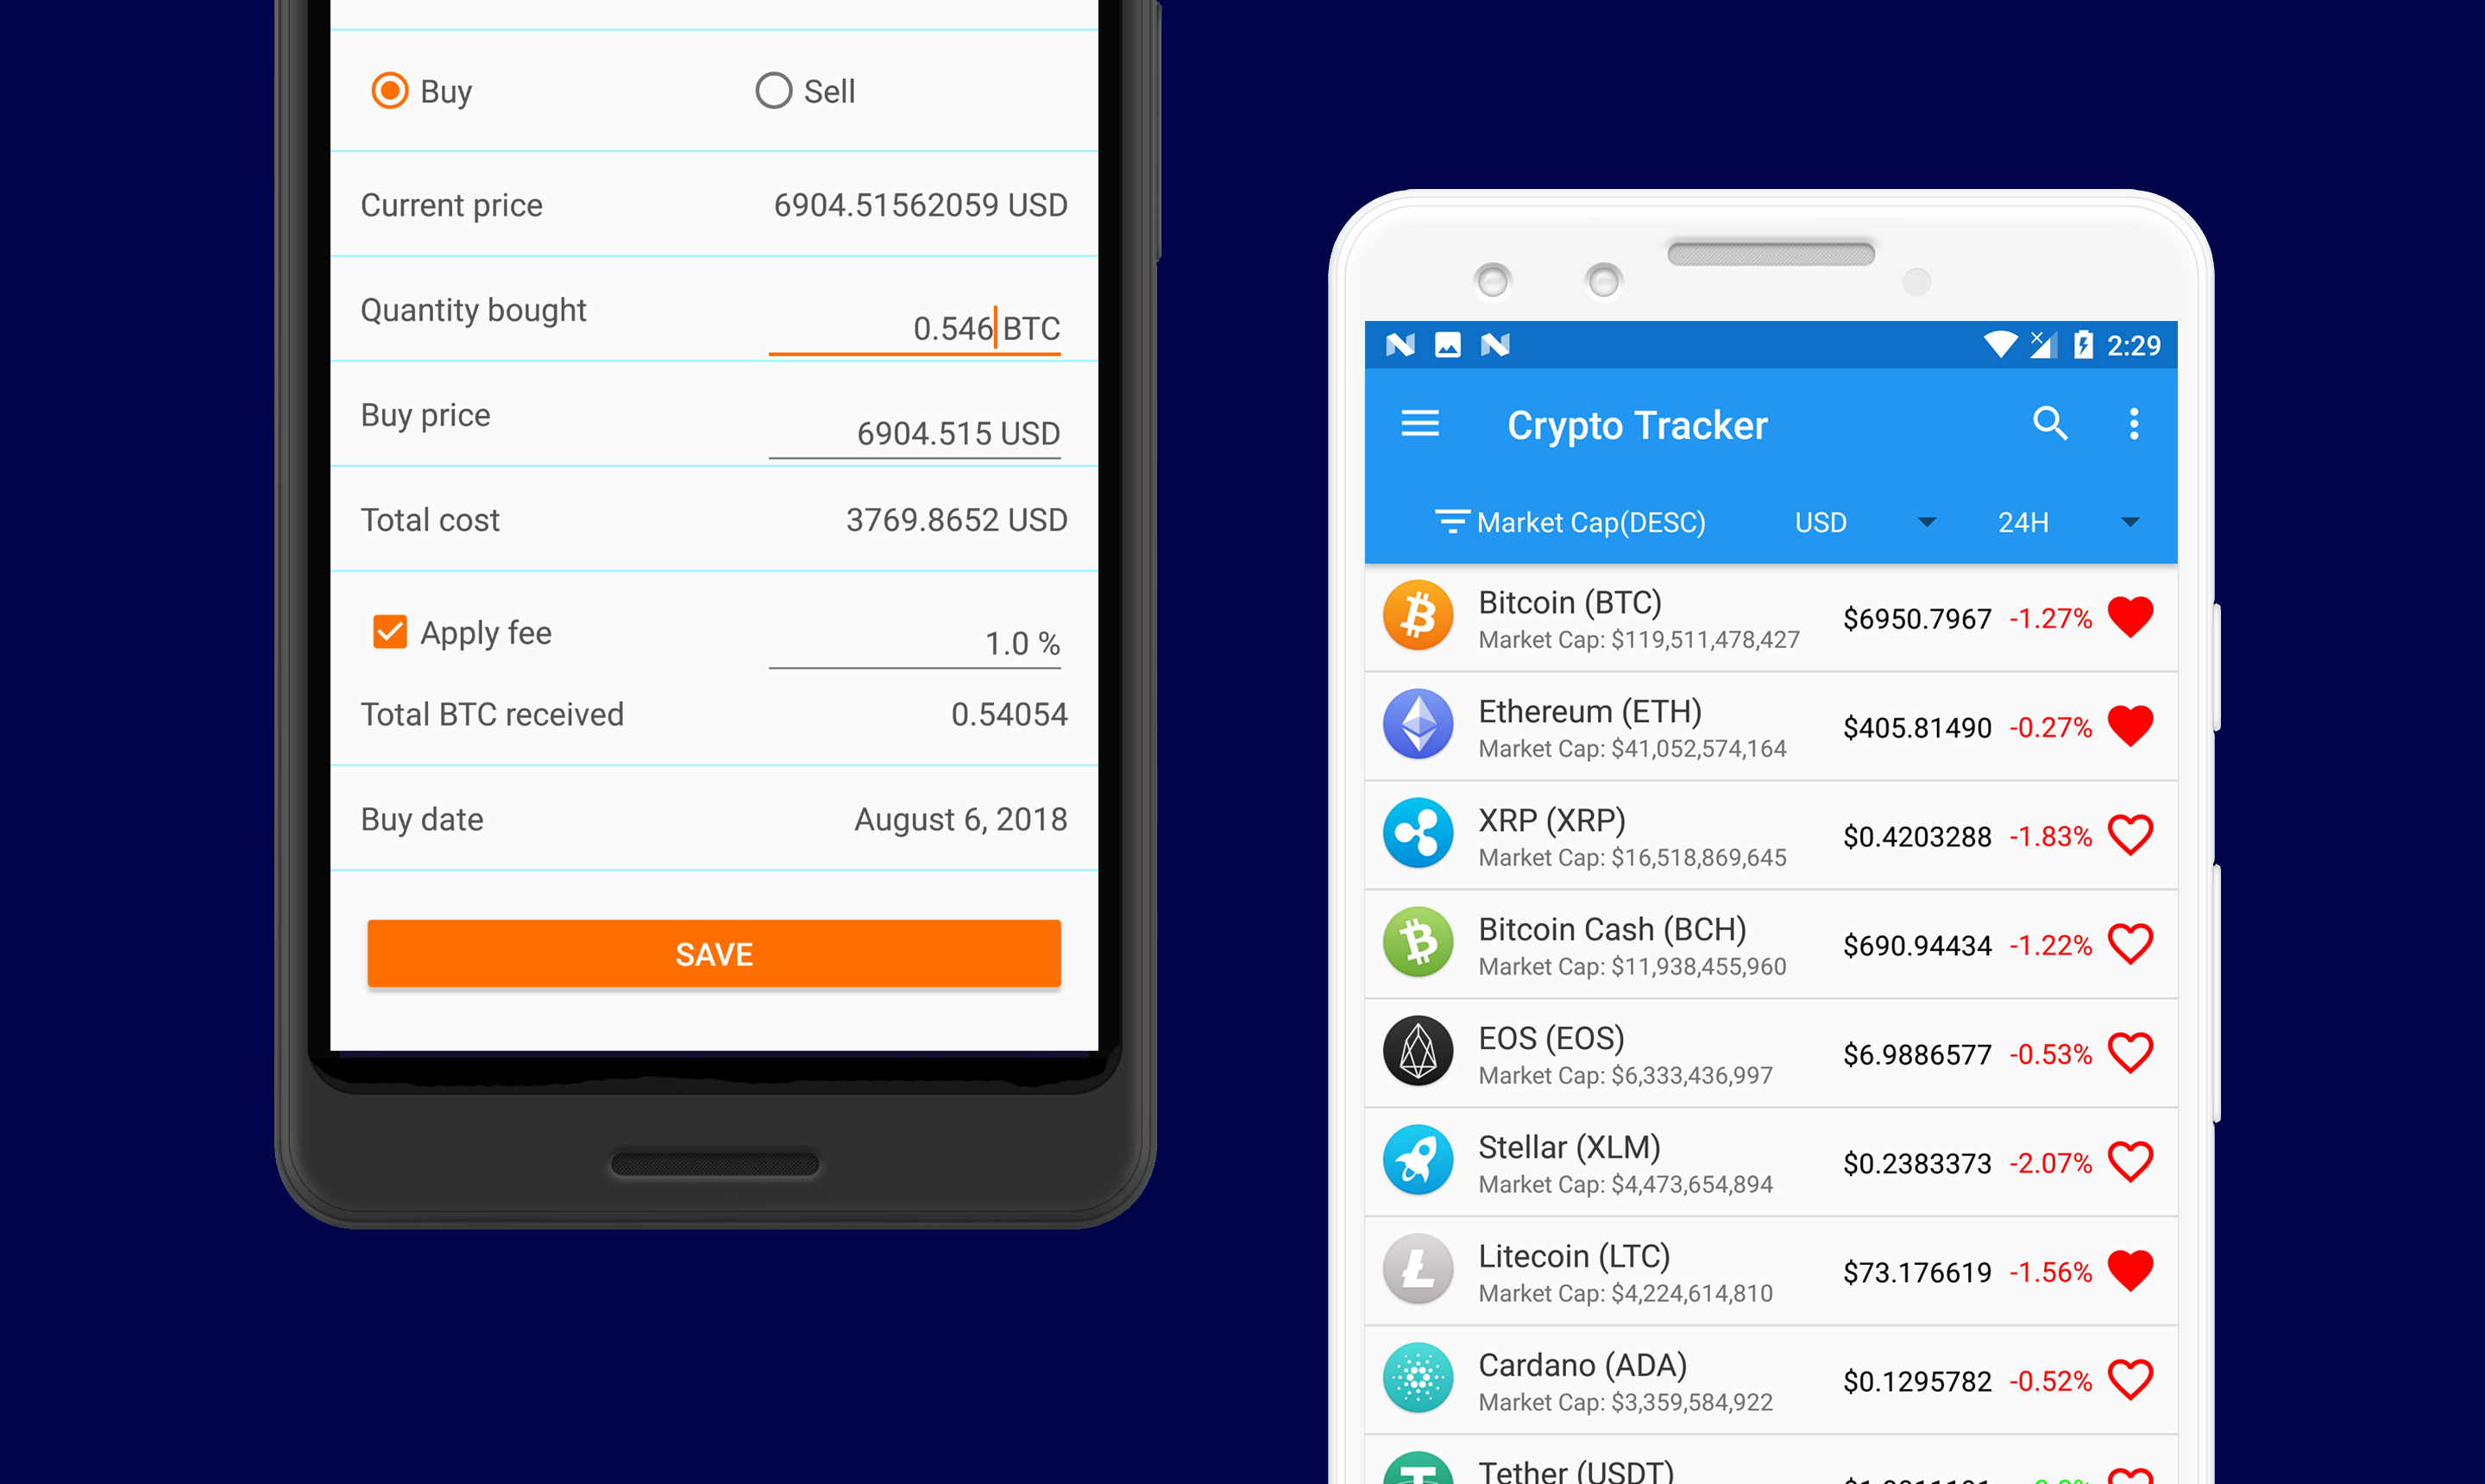 Buy Sell
Current price 6904.51562059 USD
Quantity bought 0.546 BTC
Buy price 6904.515 USD
Total cost 3769.8652 USD
Apply fee 1.0 %
Total BTC received 0.54054
Buy date August 6, 2018
SAVE
2:29
Crypto Tracker
Market Cap(DESC) USD 24H
Bitcoin (BTC)
Market Cap: $119,511,478,427
$6950.7967 -1.27%
Ethereum (ETH)
Market Cap: $41,052,574,164
$405.81490 -0.27%
XRP (XRP)
Market Cap: $16,518,869,645
$0.4203288 -1.83%
Bitcoin Cash (BCH)
Market Cap: $11,938,455,960
$690.94434 -1.22%
EOS (EOS)
Market Cap: $6,333,436,997
$6.9886577 -0.53%
Stellar (XLM)
Market Cap: $4,473,654,894
$0.2383373 -2.07%
Litecoin (LTC)
Market Cap: $4,224,614,810
$73.176619 -1.56%
Cardano (ADA)
Market Cap: $3,359,584,922
$0.1295782 -0.52%
Tether (USDT)